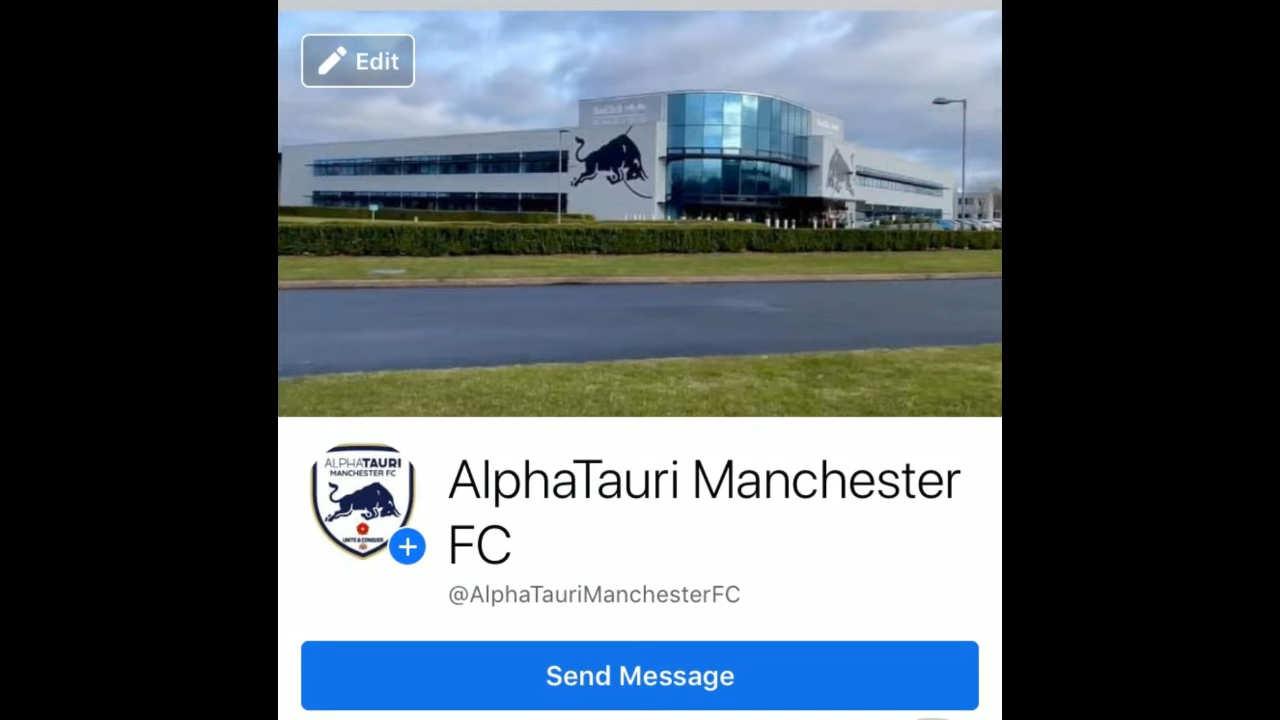 Edit
ALPHATAURI
MANCHESTER FC
UNITE & CONQUER
AlphaTauri Manchester
FC
@AlphaTauriManchesterFC
Send Message